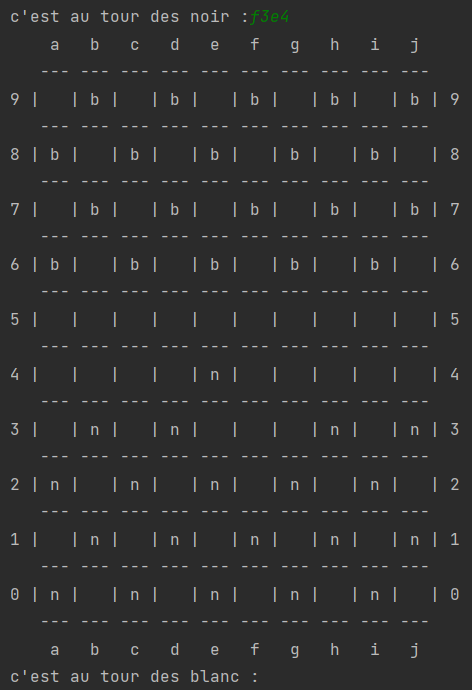 c'est au tour des noir :f3e4
    a   b   c   d   e   f   g   h   i   j
   --- --- --- --- --- --- --- --- --- ---
9 |   | b |   | d |   | b |   | b |   | b | 9
   --- --- --- --- --- --- --- --- --- ---
8 | b |   | b |   | b |   | b |   | b |   | 8
   --- --- --- --- --- --- --- --- --- ---
7 |   | b |   | b |   | b |   | b |   | b | 7
   --- --- --- --- --- --- --- --- --- ---
6 | b |   | b |   | b |   | b |   | b |   | 6
   --- --- --- --- --- --- --- --- --- ---
5 |   |   |   |   |   |   |   |   |   |   | 5
   --- --- --- --- --- --- --- --- --- ---
4 |   |   |   |   | n |   |   |   |   |   | 4
   --- --- --- --- --- --- --- --- --- ---
3 |   | n |   | n |   |   |   | n |   | n | 3
   --- --- --- --- --- --- --- --- --- ---
2 | n |   | n |   | n |   | n |   | n |   | 2
   --- --- --- --- --- --- --- --- --- ---
1 |   | n |   | n |   | n |   | n |   | n | 1
   --- --- --- --- --- --- --- --- --- ---
0 | n |   | n |   | n |   | n |   | n |   | 0
   --- --- --- --- --- --- --- --- --- ---
    a   b   c   d   e   f   g   h   i   j
c'est au tour des blanc :